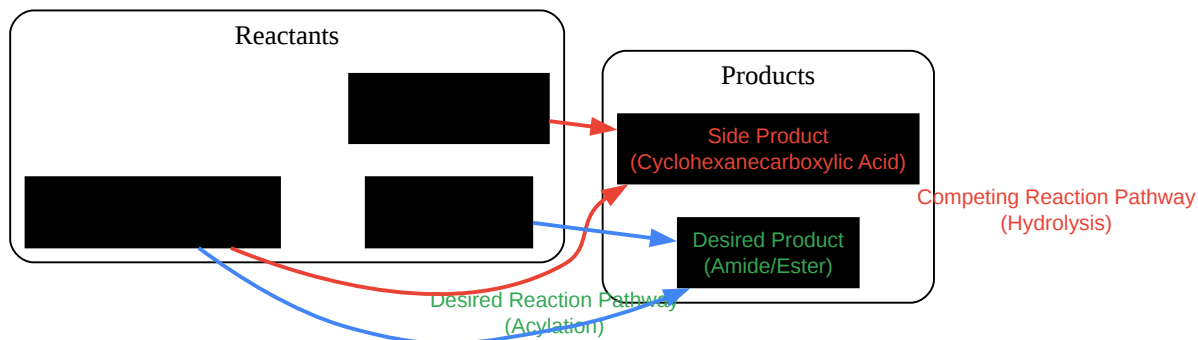 Reactants
Products
Side Product
(Cyclohexanecarboxylic Acid)
Competing Reaction Pathway
(Hydrolysis)
Desired Product
(Amide/Ester)
Desired Reaction Pathway
(Acylation)